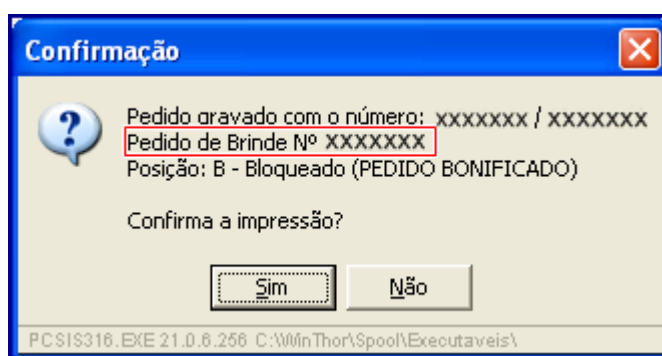 Confirmação
Pedido gravado com o número: xxxxxxx / xxxxxxx
Pedido de Brinde Nº XXXXXXX
Posição: B - Bloqueado (PEDIDO BONIFICADO)
Confirma a impressão?
Sim
Não
PCSIS316.EXE 21.0.6.256 C:\WinThor\Spool\Executaveis\